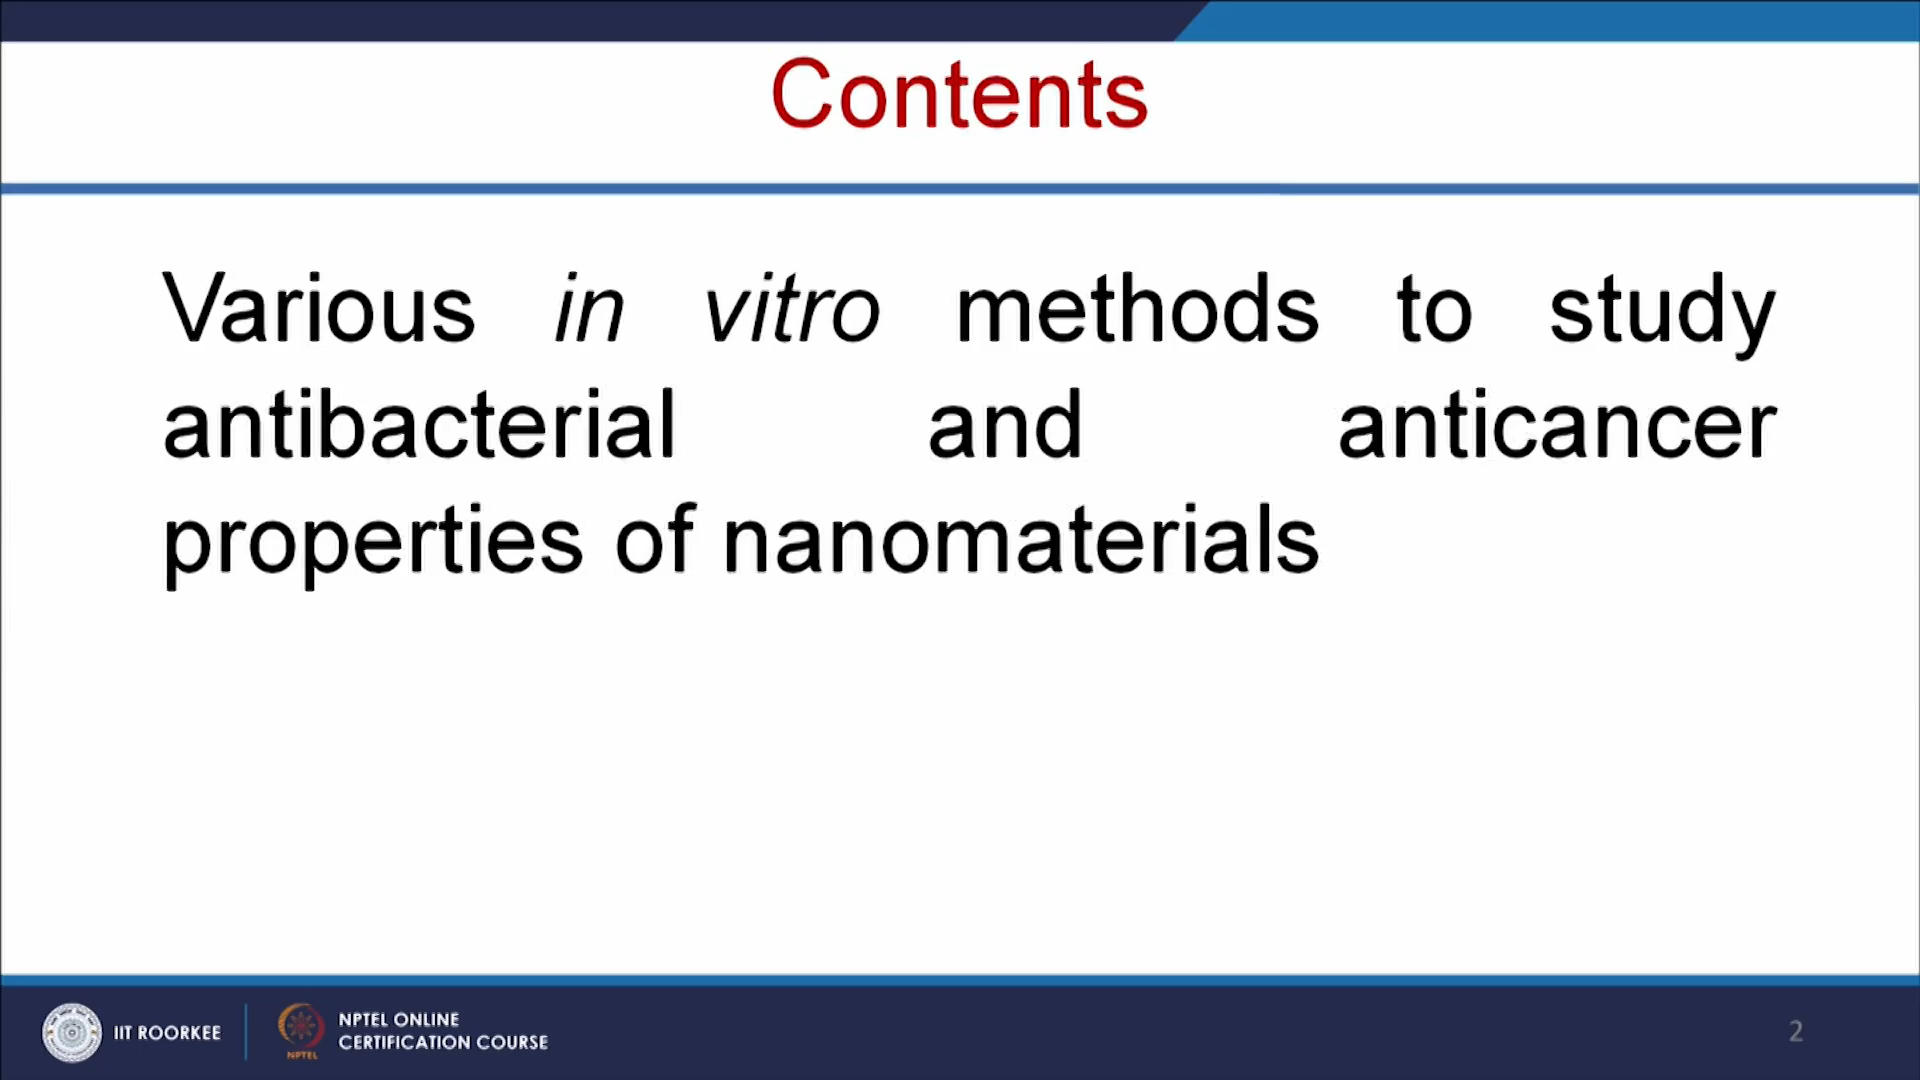 Contents
Various in vitro methods to study
antibacterial and anticancer
properties of nanomaterials
IIT ROORKEE
NPTEL
NPTEL ONLINE
CERTIFICATION COURSE
2